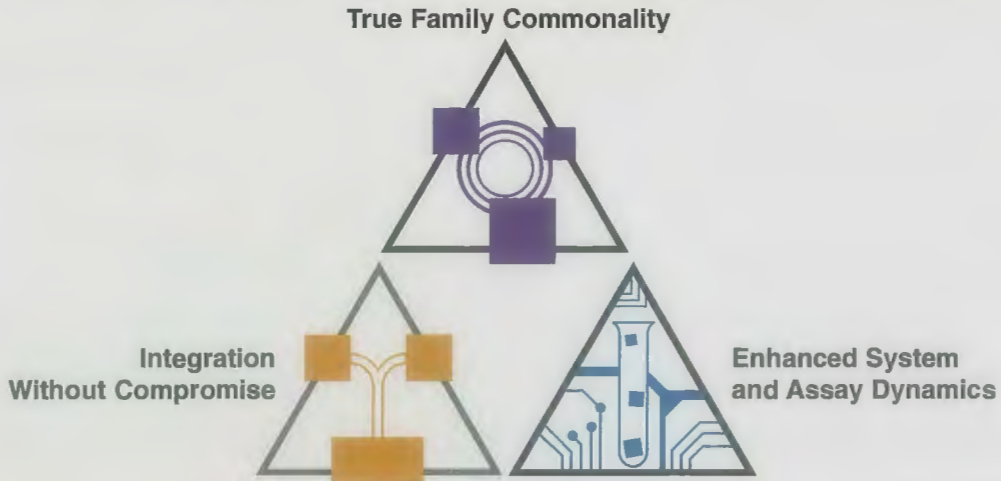 True Family Commonality
Integration
Without Compromise
Enhanced System
and Assay Dynamics